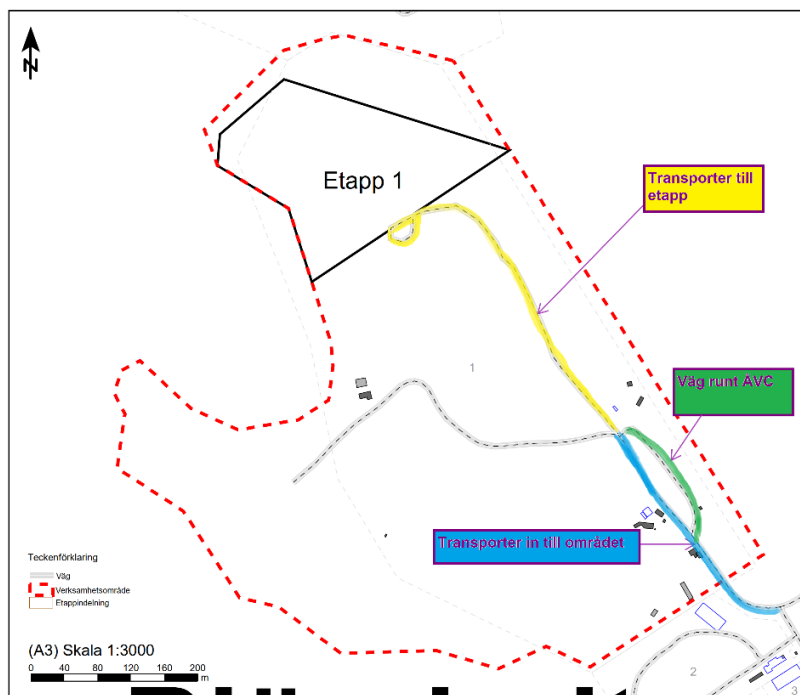 N
Etapp 1
Transporter till
etapp
1
Väg runt AVC
Transporter in till området
Teckenförklaring
Väg
Verksamhetsområde
Etappindelning
(A3) Skala 1:3000
0 40 80 120 160 200
m
2
3